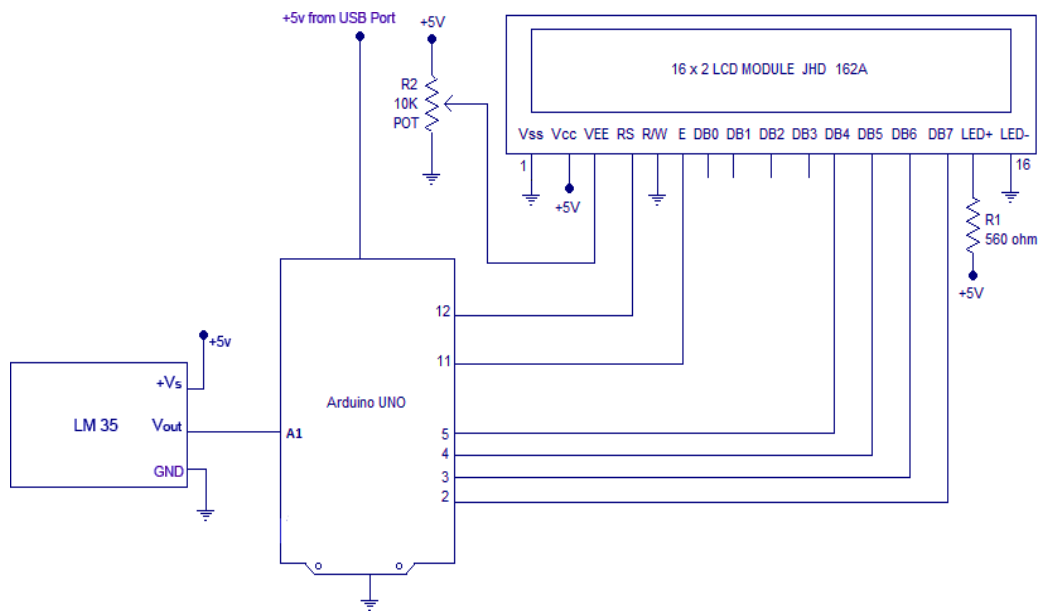 +5v from USB Port
+5V
R2
10K
POT
16 x 2 LCD MODULE JHD 162A
Vss Vcc VEE RS R/W E DB0 DB1 DB2 DB3 DB4 DB5 DB6 DB7 LED+ LED-
1
16
+5V
R1
560 ohm
+5V
12
+5v
11
+Vs
Arduino UNO
LM 35
Vout
A1
5
4
GND
3
2